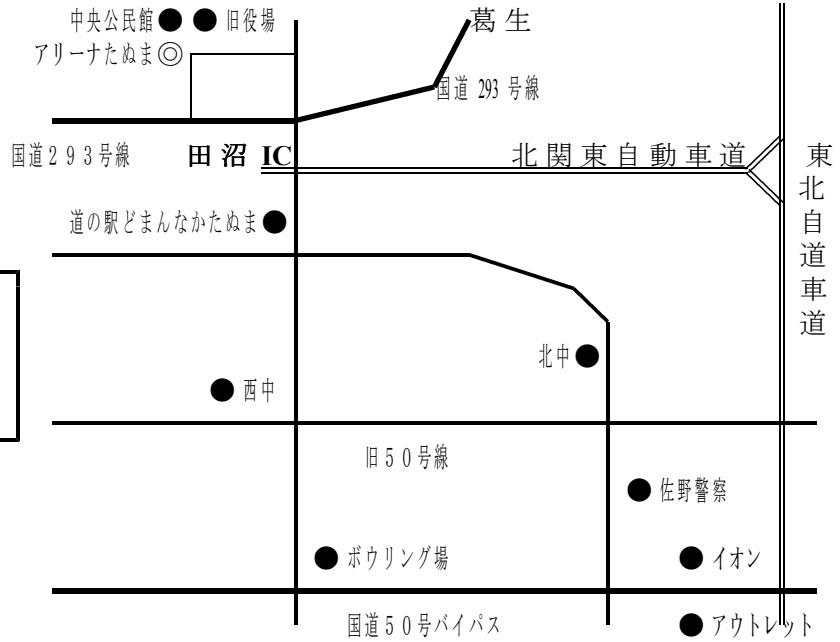 中央公民館● ● 旧役場
葛生
アリーナたぬま◎
国道 293 号線
国道２９３号線
田沼 IC
北関東自動車道
東北自道車道
道の駅どまんなかたぬま●
北中●
●西中
旧５０号線
●佐野警察
●ボウリング場
●イオン
国道５０号バイパス
●アウトレット